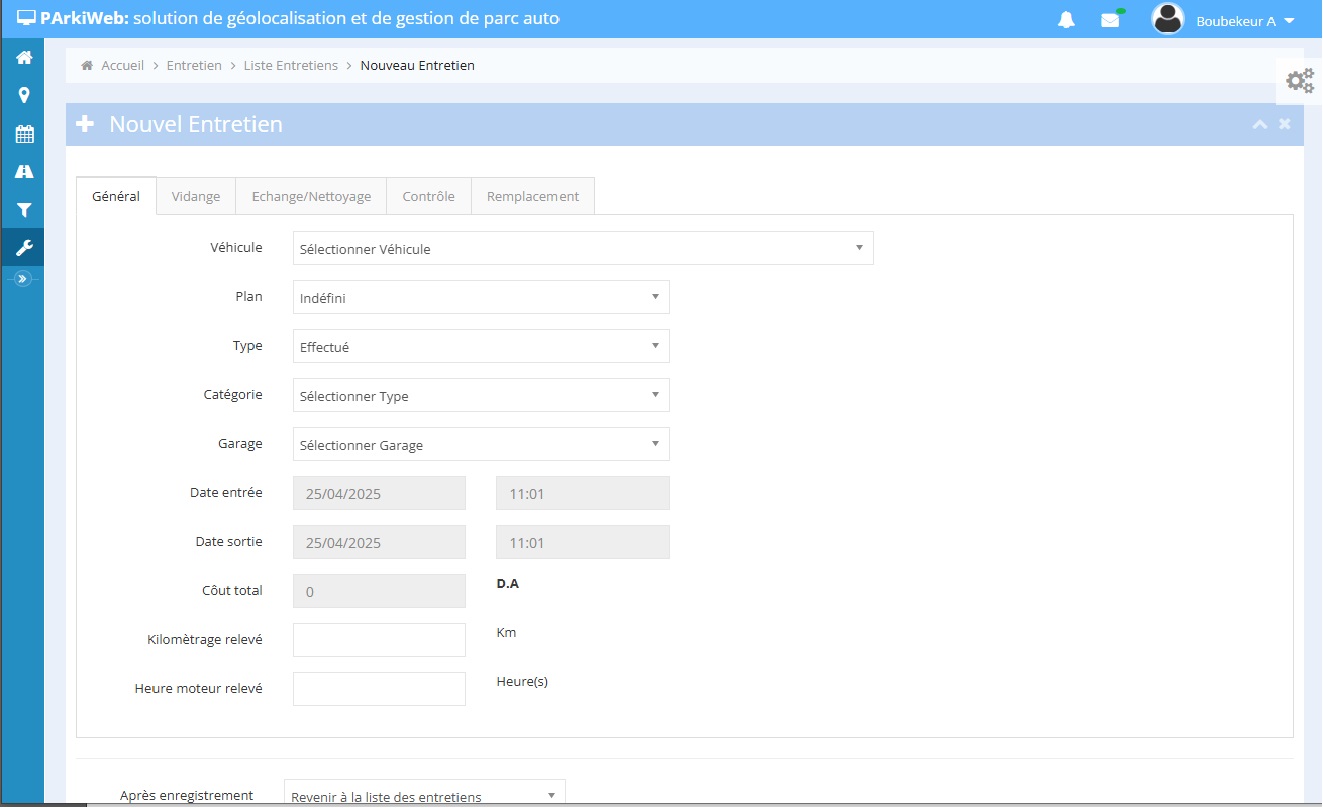 PArkiWeb: solution de géolocalisation et de gestion de parc auto
Boubekeur A
Accueil > Entretien > Liste Entretiens > Nouveau Entretien
Nouvel Entretien
Général Vidange Echange/Nettoyage Contrôle Remplacement
Véhicule Sélectionner Véhicule
Plan Indéfini
Type Effectué
Catégorie Sélectionner Type
Garage Sélectionner Garage
Date entrée 25/04/2025 11:01
Date sortie 25/04/2025 11:01
Côut total 0 D.A
Kilomètrage relevé Km
Heure moteur relevé Heure(s)
Après enregistrement Revenir à la liste des entretiens